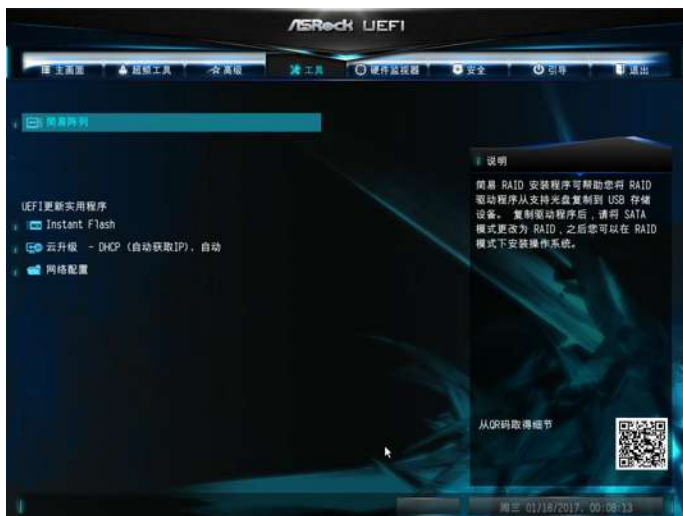 ASRock UEFI
主画面 超频工具 高级 工具 硬件监视器 安全 引导 退出
简易阵列
说明
简易 RAID 安装程序可帮助您将 RAID
驱动程序从支持光盘复制到 USB 存储
设备。 复制驱动程序后，请将 SATA
模式更改为 RAID，之后您可以在 RAID
模式下安装操作系统。
UEFI更新实用程序
Instant Flash
云升级 - DHCP (自动获取IP), 自动
网络配置
从QR码取得细节
周三 01/18/2017. 00:08:13